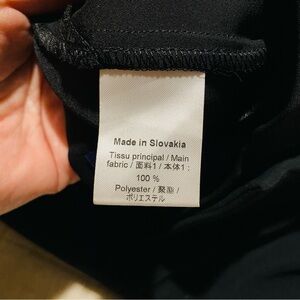 Made in Slovakia
Tissu principal / Main
fabric / 面料1 / 本体1 :
100 %
Polyester / 聚酯 /
ポリエステル